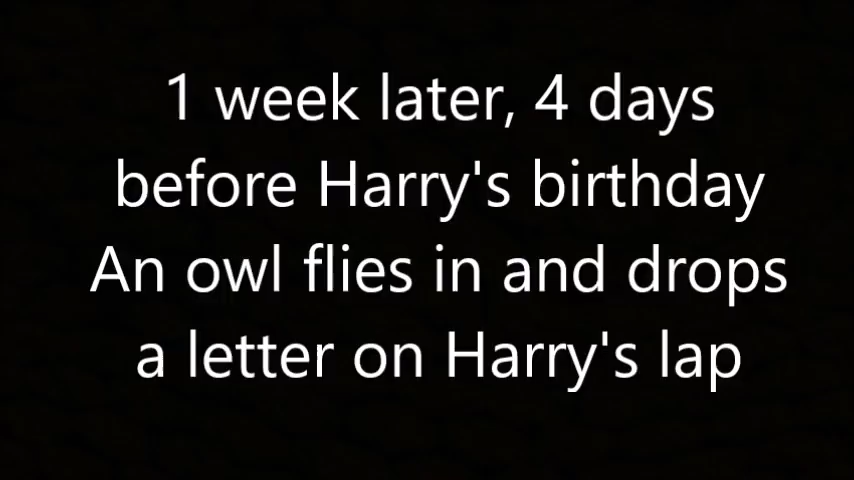 1 week later, 4 days
before Harry's birthday
An owl flies in and drops
a letter on Harry's lap